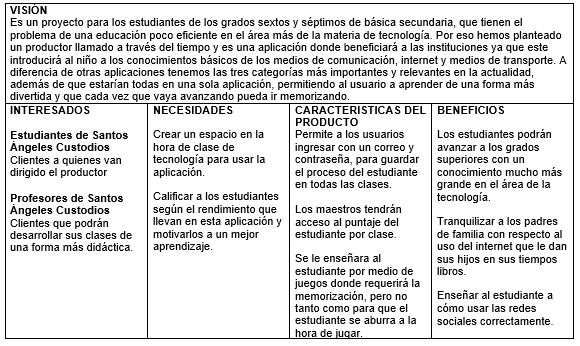 VISIÓN
Es un proyecto para los estudiantes de los grados sextos y séptimos de básica secundaria, que tienen el
problema de una educación poco eficiente en el área más de la materia de tecnología. Por eso hemos planteado
un productor llamado a través del tiempo y es una aplicación donde beneficiará a las instituciones ya que este
introducirá al niño a los conocimientos básicos de los medios de comunicación, internet y medios de transporte. A
diferencia de otras aplicaciones tenemos las tres categorías más importantes y relevantes en la actualidad,
además de que estarían todas en una sola aplicación, permitiendo al usuario a aprender de una forma más
divertida y que cada vez que vaya avanzando pueda ir memorizando.
INTERESADOS
Estudiantes de Santos
Ángeles Custodios
Clientes a quienes van
dirigido el productor
Profesores de Santos
Ángeles Custodios
Clientes que podrán
desarrollar sus clases de
una forma más didáctica.
NECESIDADES
Crear un espacio en la
hora de clase de
tecnología para usar la
aplicación.
Calificar a los estudiantes
según el rendimiento que
llevan en esta aplicación y
motivarlos a un mejor
aprendizaje.
CARACTERISTICAS DEL
PRODUCTO
Permite a los usuarios
ingresar con un correo y
contraseña, para guardar
el proceso del estudiante
en todas las clases.
Los maestros tendrán
acceso al puntaje del
estudiante por clase.
Se le enseñara al
estudiante por medio de
juegos donde requerirá la
memorización, pero no
tanto como para que el
estudiante se aburra a la
hora de jugar.
BENEFICIOS
Los estudiantes podrán
avanzar a los grados
superiores con un
conocimiento mucho más
grande en el área de la
tecnología.
Tranquilizar a los padres
de familia con respecto al
uso del internet que le dan
sus hijos en sus tiempos
libros.
Enseñar al estudiante a
cómo usar las redes
sociales correctamente.